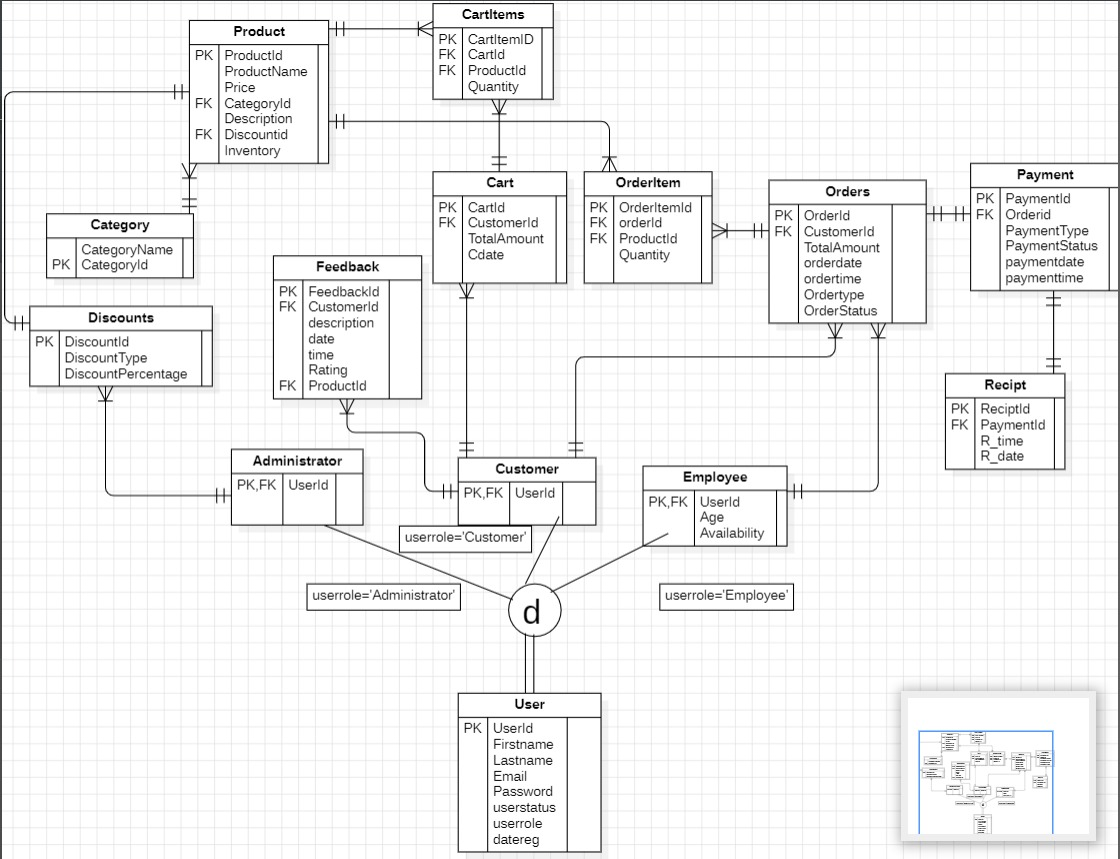 Product
PK ProductId
ProductName
Price
FK CategoryId
Description
FK Discountid
Inventory
CartItems
PK CartItemID
FK CartId
FK ProductId
Quantity
Category
CategoryName
PK CategoryId
Cart
PK CartId
FK CustomerId
TotalAmount
Cdate
OrderItem
PK OrderItemId
FK orderId
FK ProductId
Quantity
Orders
PK OrderId
FK CustomerId
TotalAmount
orderdate
ordertime
Ordertype
OrderStatus
Payment
PK PaymentId
FK Orderid
PaymentType
PaymentStatus
paymentdate
paymenttime
Feedback
PK FeedbackId
FK CustomerId
description
date
time
Rating
FK ProductId
Discounts
PK DiscountId
DiscountType
DiscountPercentage
Recipt
PK ReciptId
FK PaymentId
R_time
R_date
Administrator
PK,FK UserId
Customer
PK,FK UserId
Employee
PK,FK UserId
Age
Availability
userrole='Customer'
userrole='Administrator'
userrole='Employee'
d
User
PK UserId
Firstname
Lastname
Email
Password
userstatus
userrole
datereg